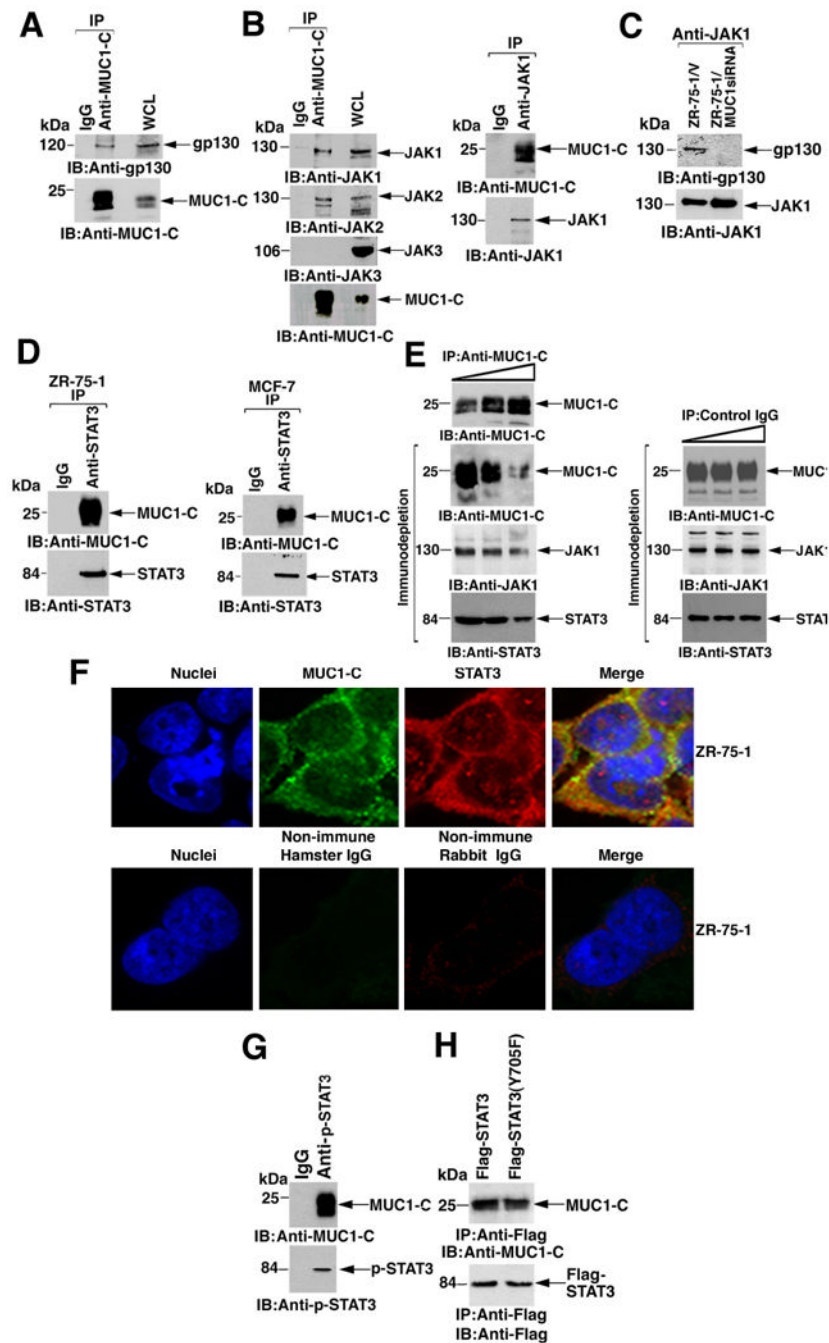 A
IP
IgG
Anti-MUC1-C
WCL
kDa
120
gp130
IB:Anti-gp130
25
MUC1-C
IB:Anti-MUC1-C
B
IP
IgG
Anti-MUC1-C
WCL
kDa
130
JAK1
IB:Anti-JAK1
130
JAK2
IB:Anti-JAK2
106
JAK3
IB:Anti-JAK3
MUC1-C
IB:Anti-MUC1-C
IP
IgG
Anti-JAK1
kDa
25
MUC1-C
IB:Anti-MUC1-C
130
JAK1
IB:Anti-JAK1
C
Anti-JAK1
ZR-75-1/V
ZR-75-1/
MUC1siRNA
kDa
130
gp130
IB:Anti-gp130
130
JAK1
IB:Anti-JAK1
D
ZR-75-1
IP
IgG
Anti-STAT3
kDa
25
MUC1-C
IB:Anti-MUC1-C
84
STAT3
IB:Anti-STAT3
MCF-7
IP
IgG
Anti-STAT3
kDa
25
MUC1-C
IB:Anti-MUC1-C
84
STAT3
IB:Anti-STAT3
E
IP:Anti-MUC1-C
25
MUC1-C
IB:Anti-MUC1-C
Immunodepletion
25
MUC1-C
IB:Anti-MUC1-C
130
JAK1
IB:Anti-JAK1
84
STAT3
IB:Anti-STAT3
IP:Control IgG
Immunodepletion
25
MUC
IB:Anti-MUC1-C
130
JAK
IB:Anti-JAK1
84
STAT
IB:Anti-STAT3
F
Nuclei MUC1-C STAT3 Merge
ZR-75-1
Non-immune Non-immune
Nuclei Hamster IgG Rabbit IgG Merge
ZR-75-1
G
IgG
Anti-p-STAT3
kDa
25
MUC1-C
IB:Anti-MUC1-C
84
p-STAT3
IB:Anti-p-STAT3
H
Flag-STAT3
Flag-STAT3(Y705F)
kDa
25
MUC1-C
IP:Anti-Flag
IB:Anti-MUC1-C
84
Flag-
STAT3
IP:Anti-Flag
IB:Anti-Flag